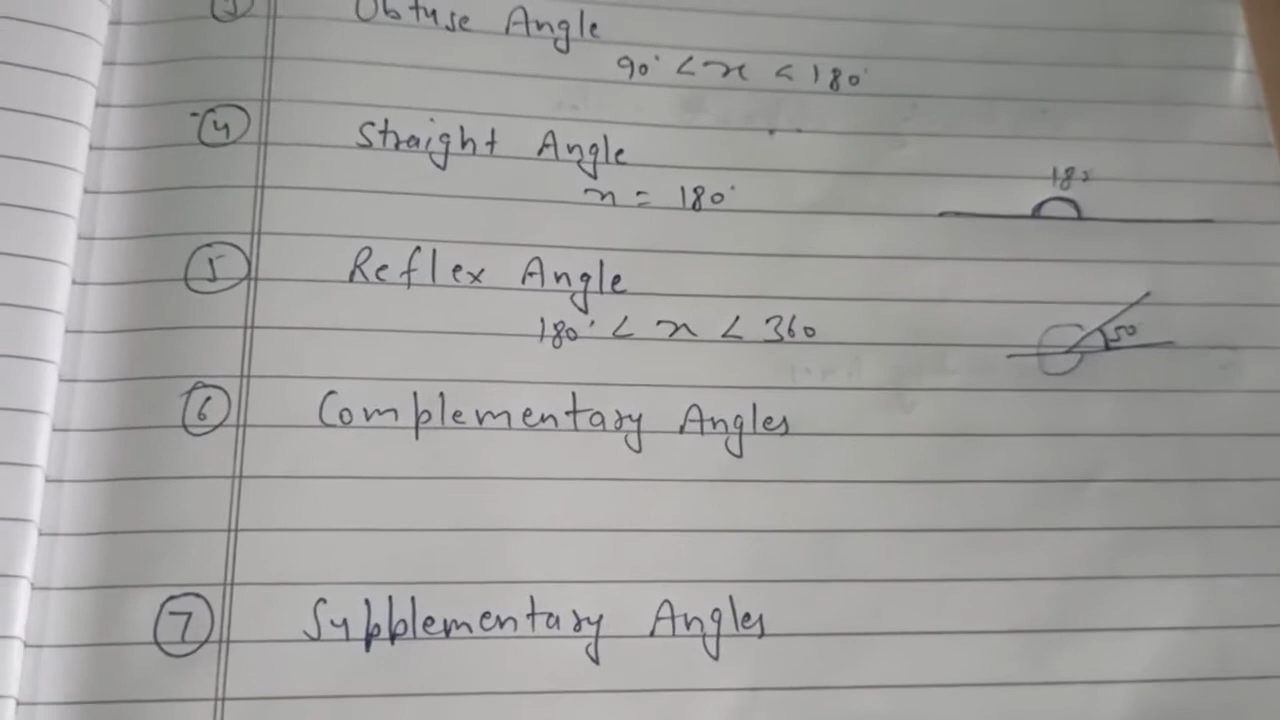 ③ Obtuse Angle
90° < x < 180°
④ Straight Angle
x = 180°
180
⑤ Reflex Angle
180° < x < 360
50
⑥ Complementary Angles
⑦ Supplementary Angles